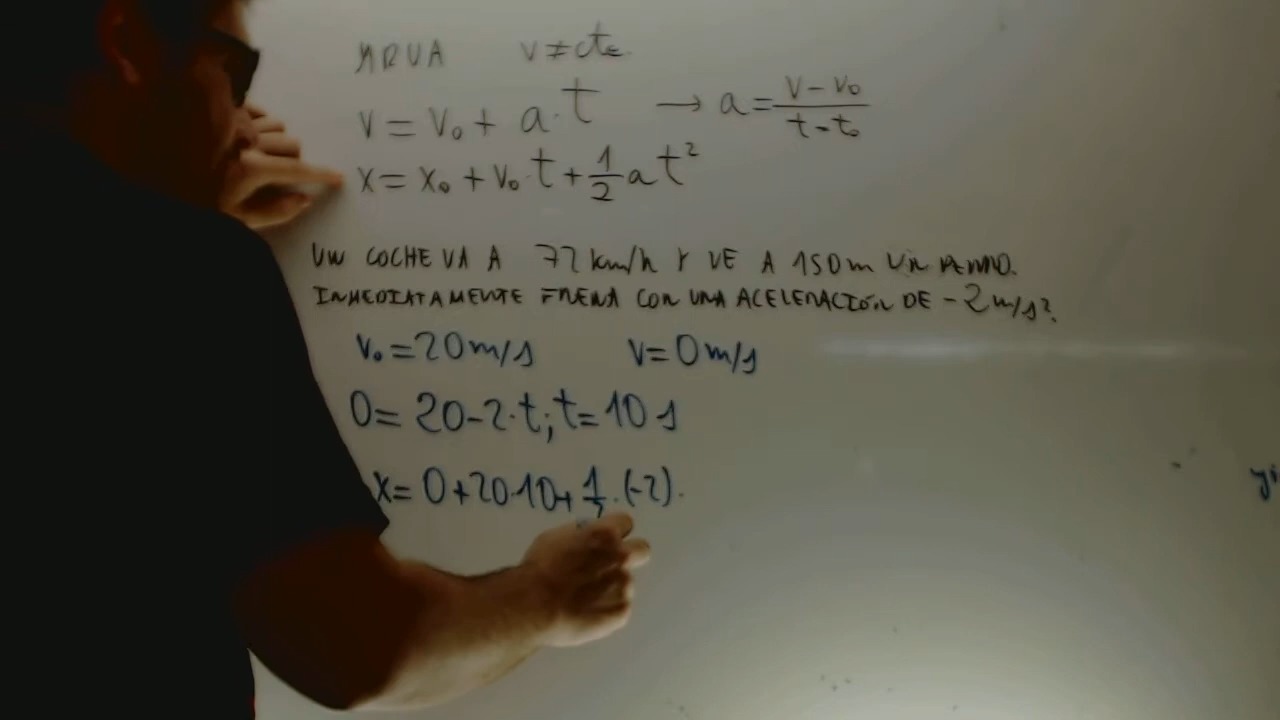 MRUA v≠cte
v = v₀ + a·t → a = (v - v₀)/(t - t₀)
x = x₀ + v₀·t + 1/2 a t²
UN COCHE VA A 72 km/h Y VE A 150m UN PERRO.
INMEDIATAMENTE FRENA CON UNA ACELERACIÓN DE -2 m/s².
v₀ = 20 m/s v = 0 m/s
0 = 20 - 2·t; t = 10 s
x = 0 + 20·10 + 1/2·(-2)·